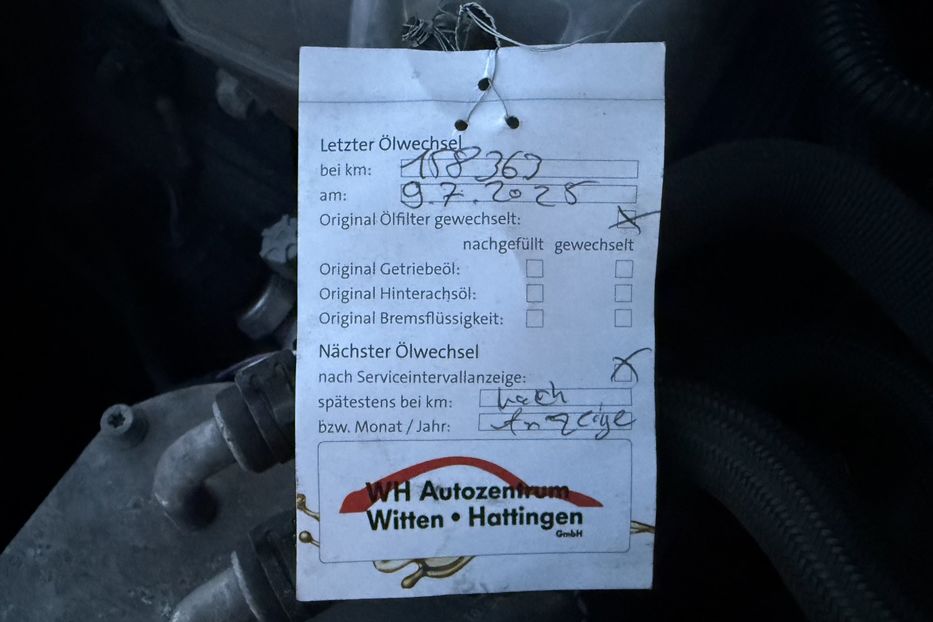 Letzter Ölwechsel
bei km: 188369
am: 9.7.2025
Original Ölfilter gewechselt:
nachgefüllt gewechselt
Original Getriebeöl:
Original Hinterachsöl:
Original Bremsflüssigkeit:
Nächster Ölwechsel
nach Serviceintervallanzeige:
spätestens bei km: nach
bzw. Monat / Jahr: Anzeige
WH Autozentrum
Witten • Hattingen
GmbH